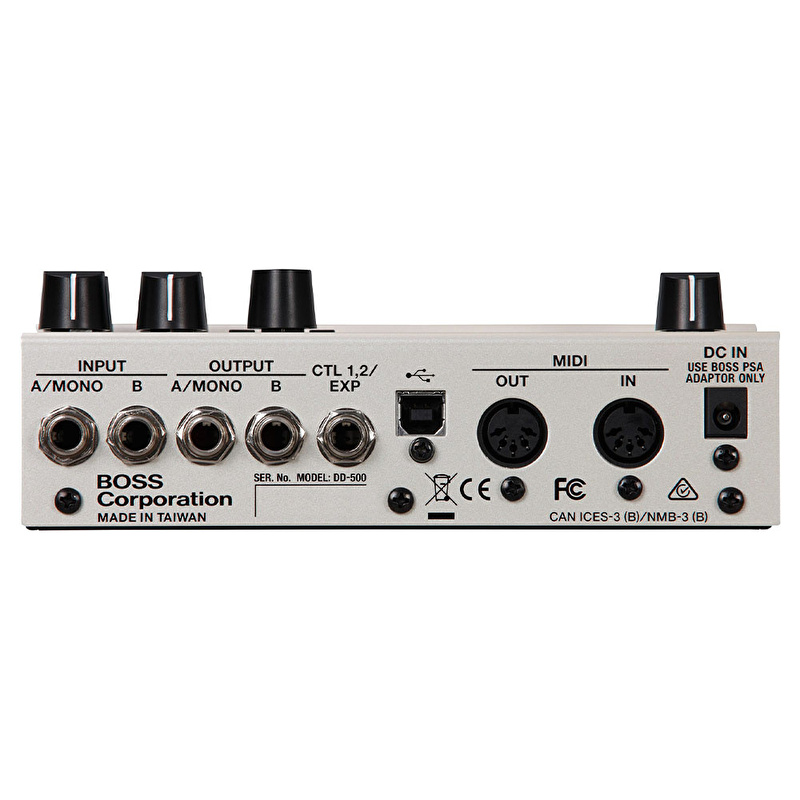 INPUT
A/MONO B
OUTPUT
A/MONO B
CTL 1,2/
EXP
MIDI
OUT IN
DC IN
USE BOSS PSA
ADAPTOR ONLY
BOSS
Corporation
MADE IN TAIWAN
SER. No. MODEL: DD-500
CE
FC
CAN ICES-3 (B)/NMB-3 (B)